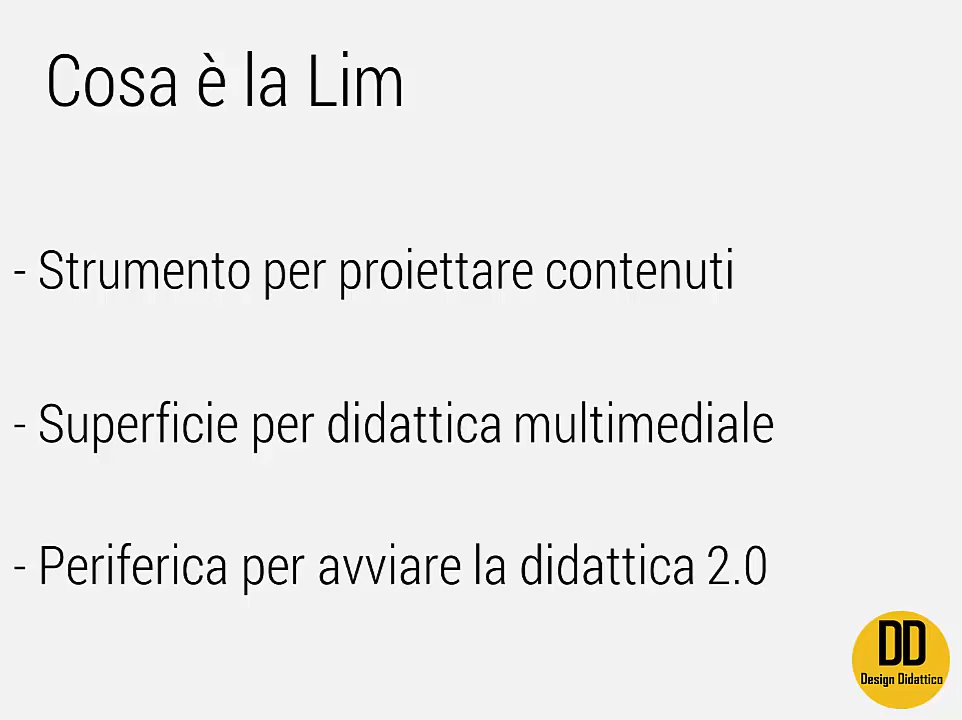 Cosa è la Lim
- Strumento per proiettare contenuti
- Superficie per didattica multimediale
- Periferica per avviare la didattica 2.0
DD
Design Didattico